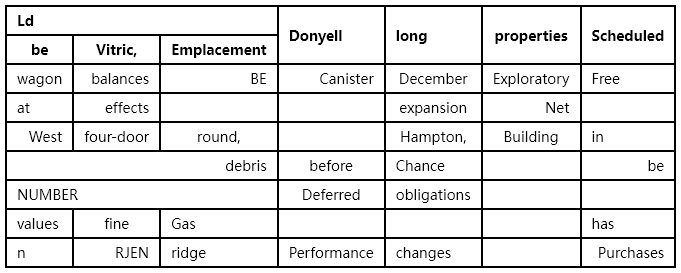 Ld Donyell long properties Scheduled
be Vitric, Emplacement
wagon balances BE Canister December Exploratory Free
at effects expansion Net
West four-door round, Hampton, Building in
debris before Chance be
NUMBER Deferred obligations
values fine Gas has
n RJEN ridge Performance changes Purchases